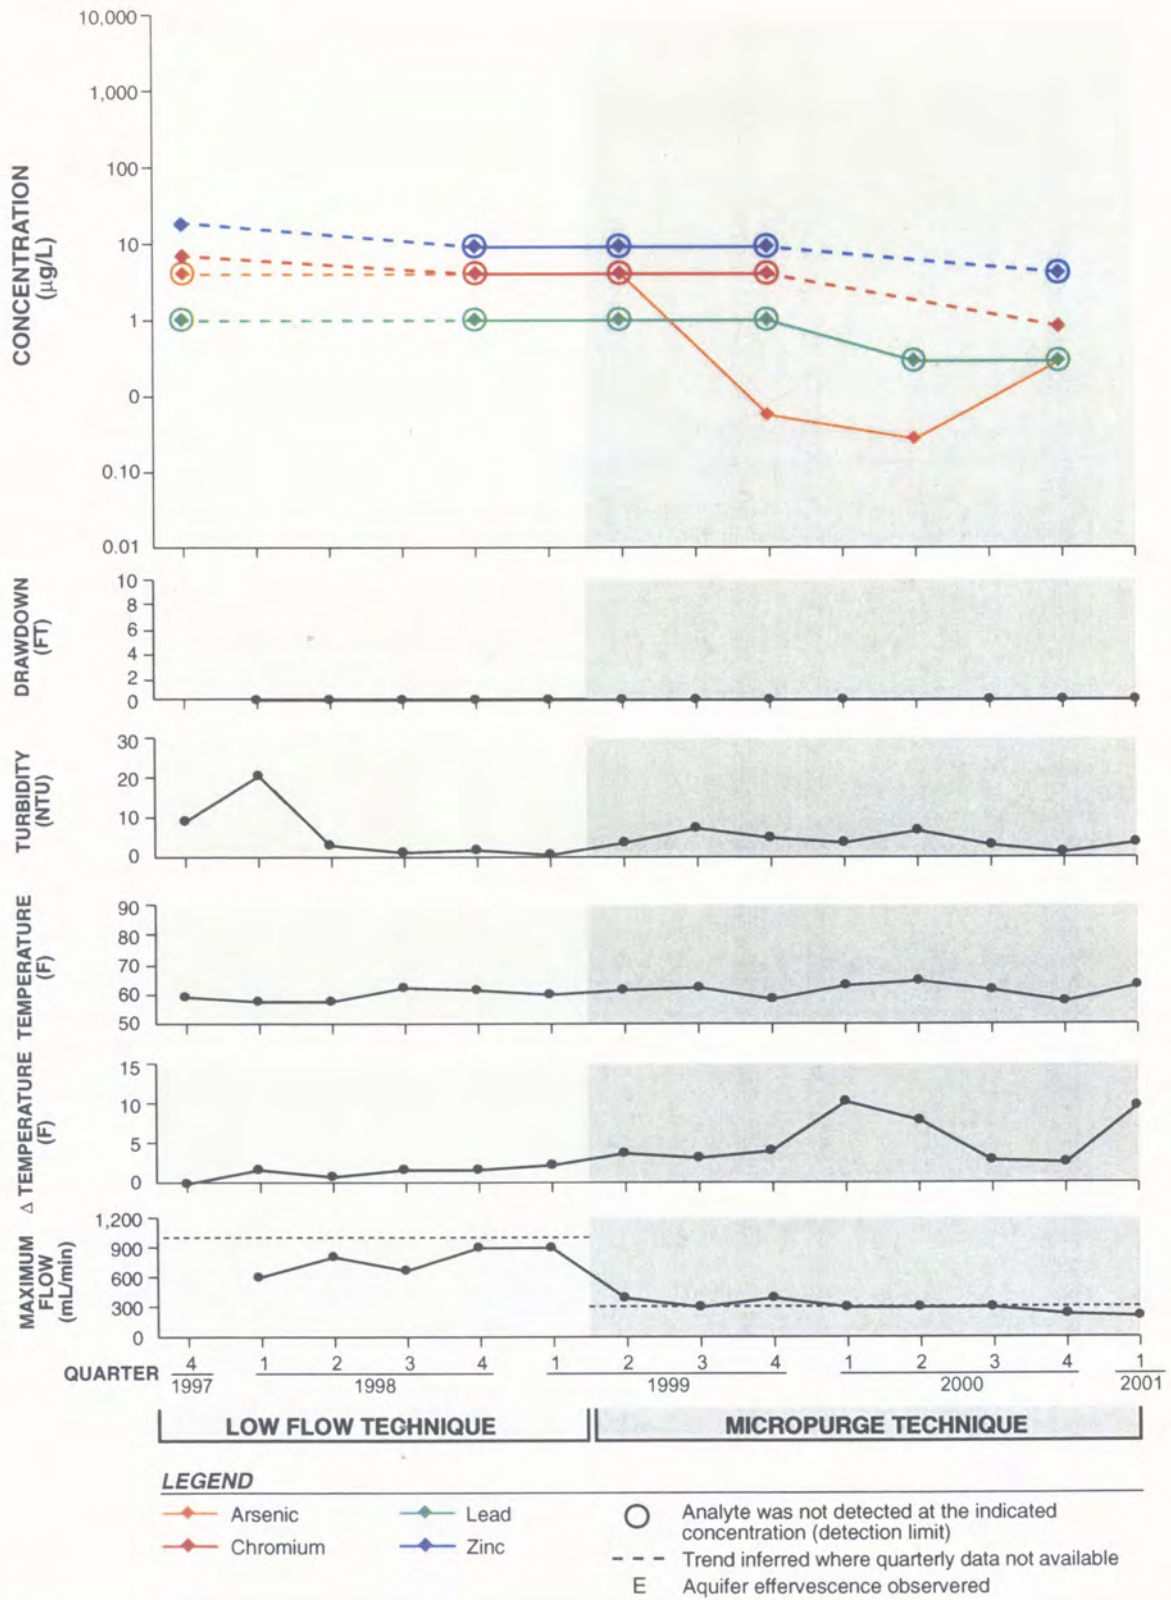 10,000
1,000
100
10
1
0
0.10
0.01
CONCENTRATION
(µg/L)
10
8
6
4
2
0
DRAWDOWN
(FT)
30
20
10
0
TURBIDITY
(NTU)
90
80
70
60
50
TEMPERATURE
(F)
15
10
5
0
Δ TEMPERATURE
(F)
1,200
900
600
300
0
MAXIMUM
FLOW
(mL/min)
QUARTER 4 1 2 3 4 1 2 3 4 1 2 3 4 1
1997 1998 1999 2000 2001
LOW FLOW TECHNIQUE MICROPURGE TECHNIQUE
LEGEND
Arsenic
Chromium
Lead
Zinc
Analyte was not detected at the indicated
concentration (detection limit)
Trend inferred where quarterly data not available
E Aquifer effervescence observered